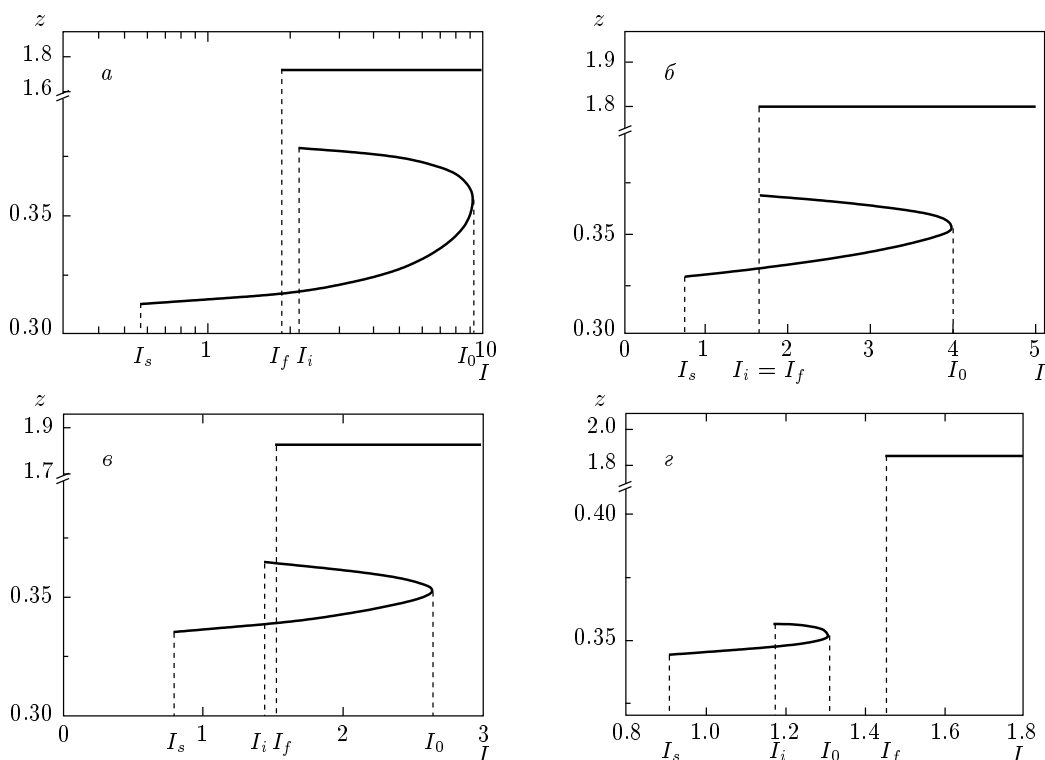 z
1.8
1.6
а
0.35
0.30
1
10
I_s
I_f
I_i
I_0
I
z
1.9
1.8
б
0.35
0.30
0
1
2
3
4
5
I_s
I_i = I_f
I_0
I
z
1.9
1.7
в
0.35
0.30
0
1
2
3
I_s
I_i
I_f
I_0
I
z
2.0
1.8
г
0.40
0.35
0.8
1.0
1.2
1.4
1.6
1.8
I_s
I_i
I_0
I_f
I